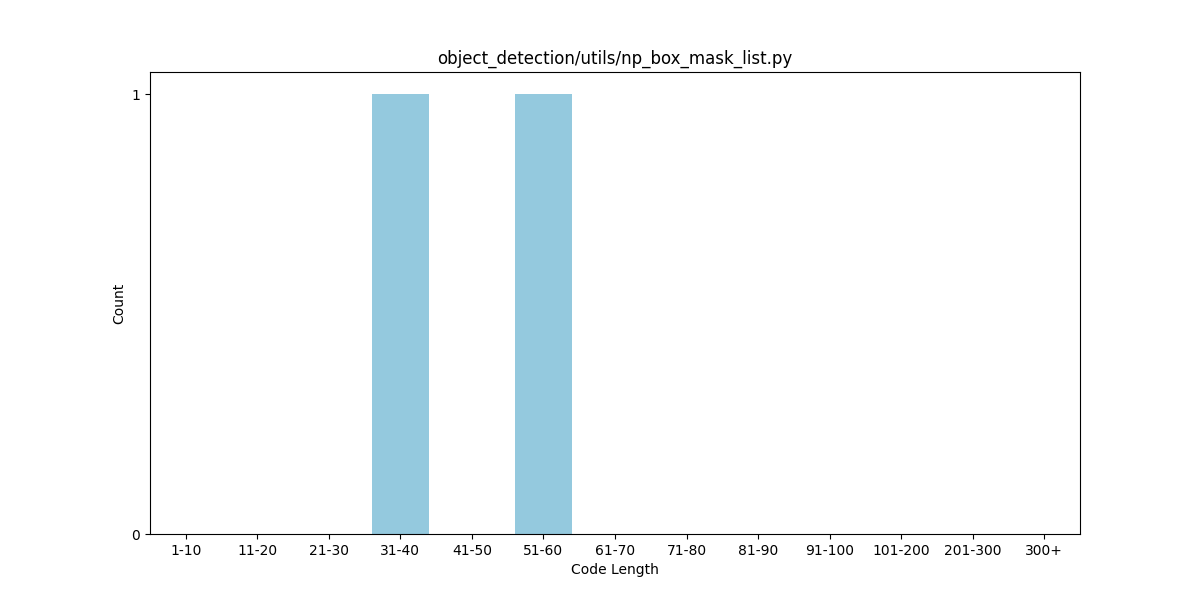 object_detection/utils/np_box_mask_list.py
1
Count
0
1-10 11-20 21-30 31-40 41-50 51-60 61-70 71-80 81-90 91-100 101-200 201-300 300+
Code Length